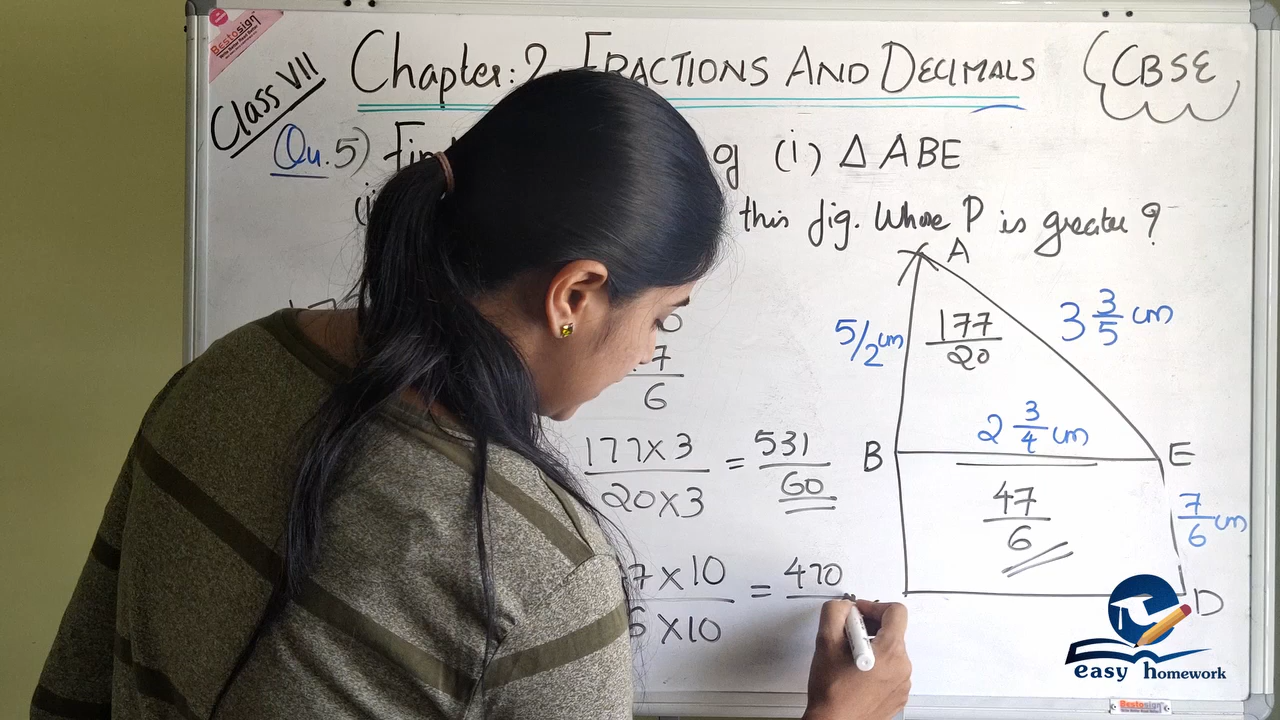 Bestosign
Class VII
Chapter: 2 FRACTIONS AND DECIMALS (CBSE
Qu. 5) (i) △ ABE
this fig. Whose P is greater ?
A
5/2 cm
177
20
3 3/5 cm
6
2 3/4 cm
177 x 3 = 531
20 x 3 60
B
E
47
6
7/6 cm
7 x 10 = 470
6 x 10
D
easy homework
Bestosign